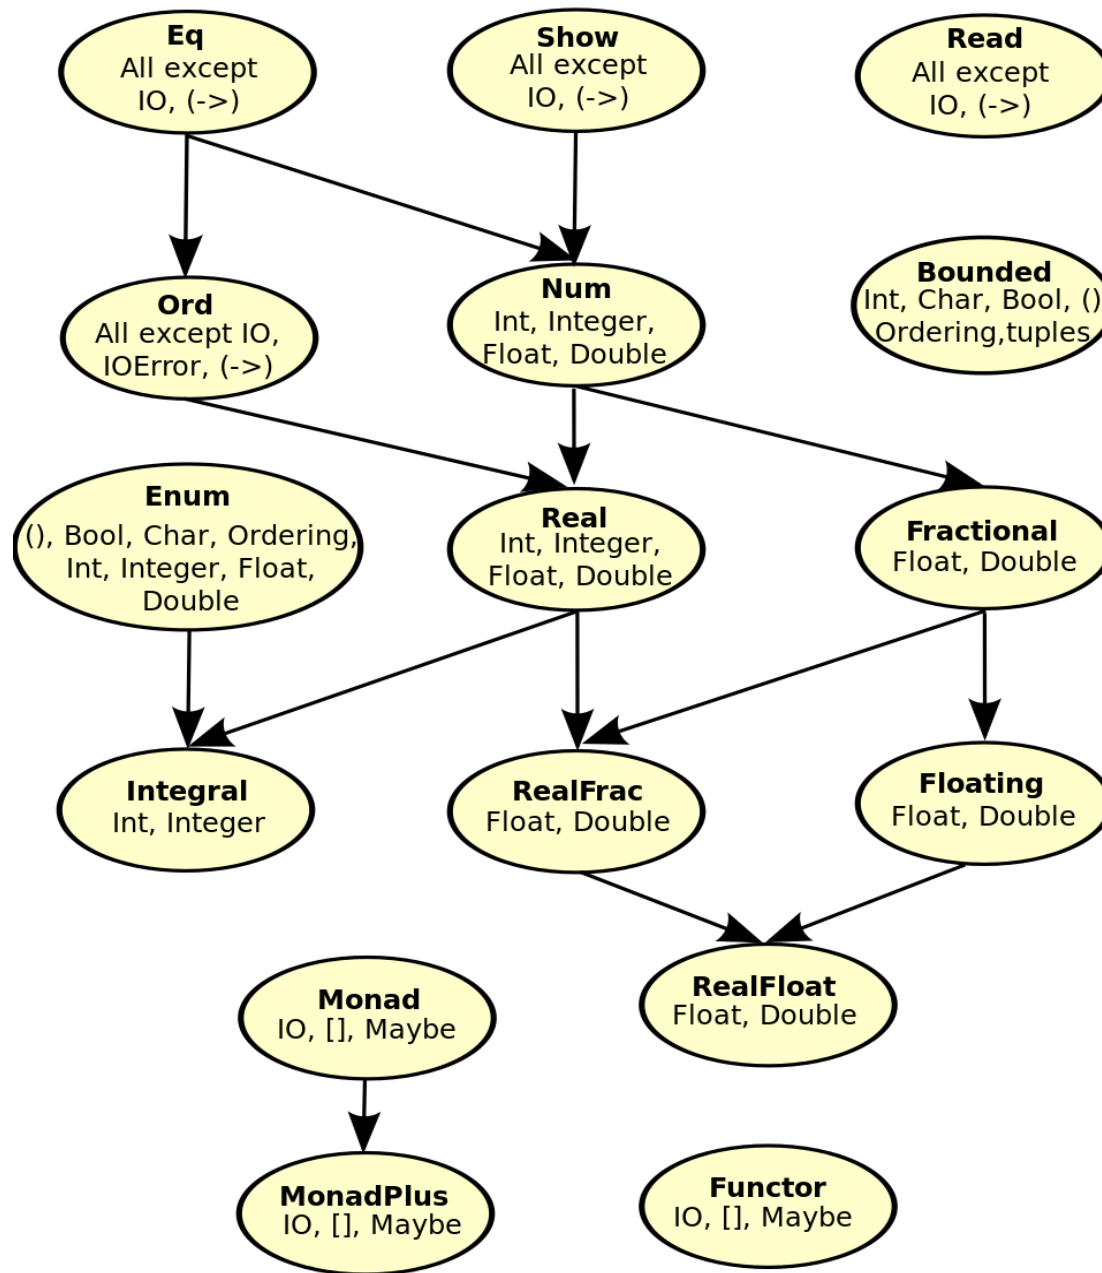 Eq
All except
IO, (->)
Show
All except
IO, (->)
Read
All except
IO, (->)
Ord
All except IO,
IOError, (->)
Num
Int, Integer,
Float, Double
Bounded
Int, Char, Bool, ()
Ordering,tuples
Enum
(), Bool, Char, Ordering,
Int, Integer, Float,
Double
Real
Int, Integer,
Float, Double
Fractional
Float, Double
Integral
Int, Integer
RealFrac
Float, Double
Floating
Float, Double
Monad
IO, [], Maybe
RealFloat
Float, Double
MonadPlus
IO, [], Maybe
Functor
IO, [], Maybe